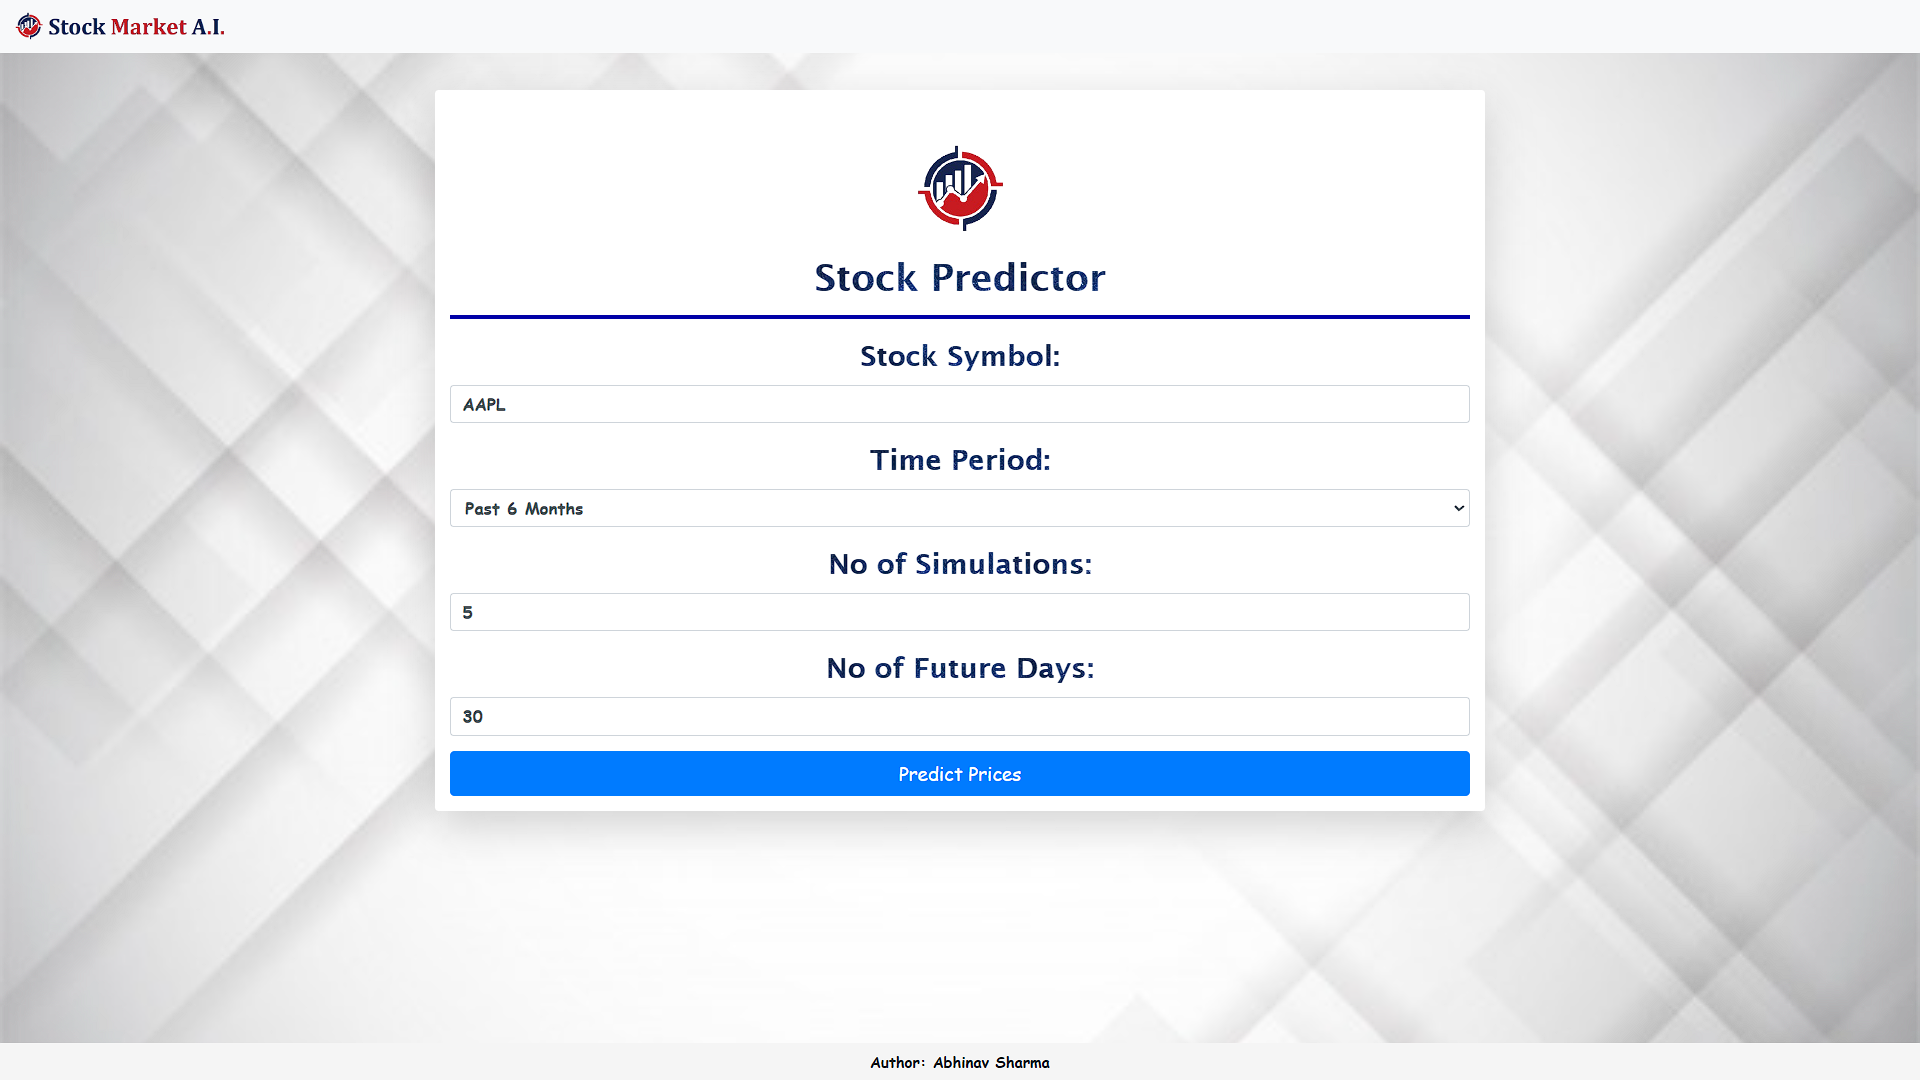 Stock Market A.I.
Stock Predictor
Stock Symbol:
AAPL
Time Period:
Past 6 Months
No of Simulations:
5
No of Future Days:
30
Predict Prices
Author: Abhinav Sharma